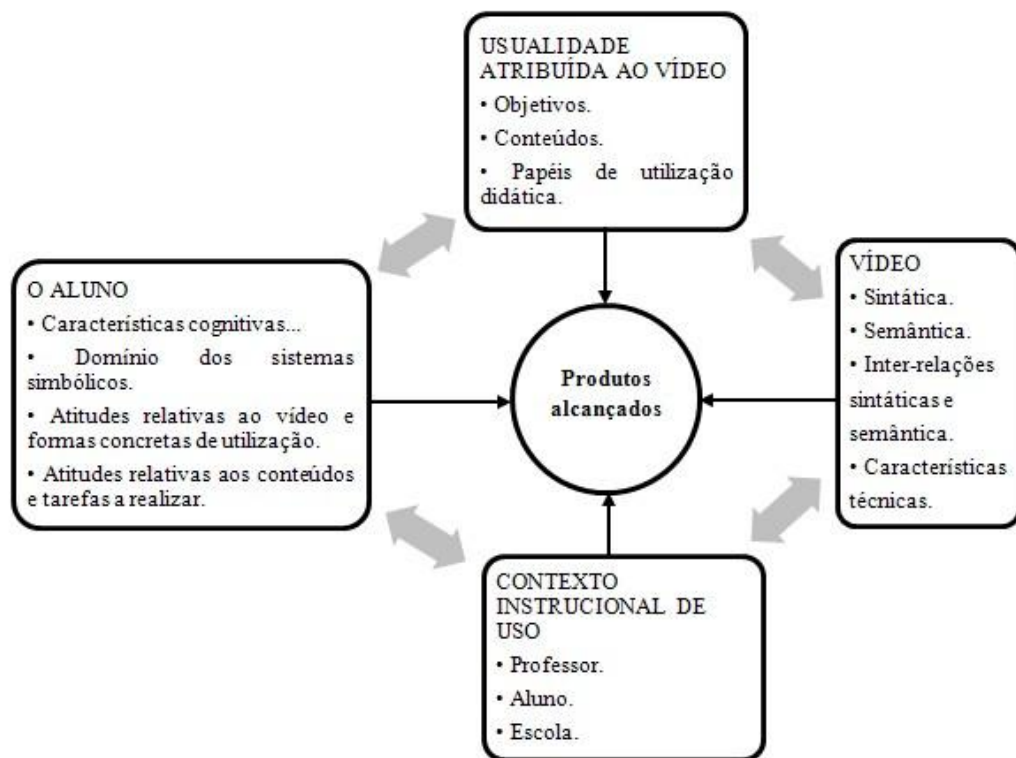 USUALIDADE
ATRIBUÍDA AO VÍDEO
• Objetivos.
• Conteúdos.
• Papéis de utilização
didática.
O ALUNO
• Características cognitivas...
• Domínio dos sistemas
simbólicos.
• Atitudes relativas ao vídeo e
formas concretas de utilização.
• Atitudes relativas aos conteúdos
e tarefas a realizar.
Produtos
alcançados
VÍDEO
• Sintática.
• Semântica.
• Inter-relações
sintáticas e
semântica.
• Características
técnicas.
CONTEXTO
INSTRUCIONAL DE
USO
• Professor.
• Aluno.
• Escola.